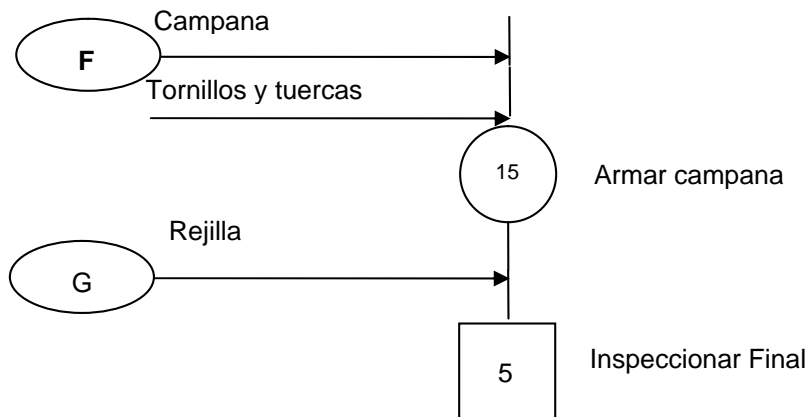 Campana
F
Tornillos y tuercas
15
Armar campana
Rejilla
G
5
Inspeccionar Final